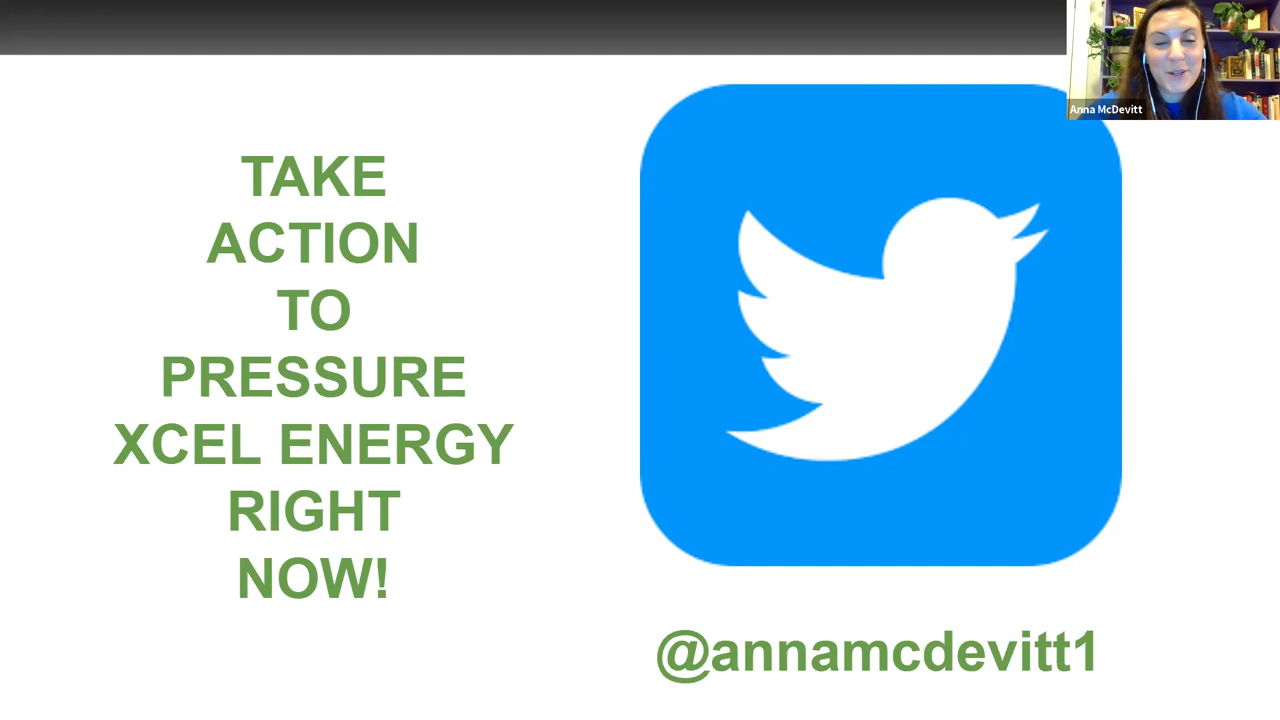 Anna McDevitt
TAKE
ACTION
TO
PRESSURE
XCEL ENERGY
RIGHT
NOW!
@annamcdevitt1